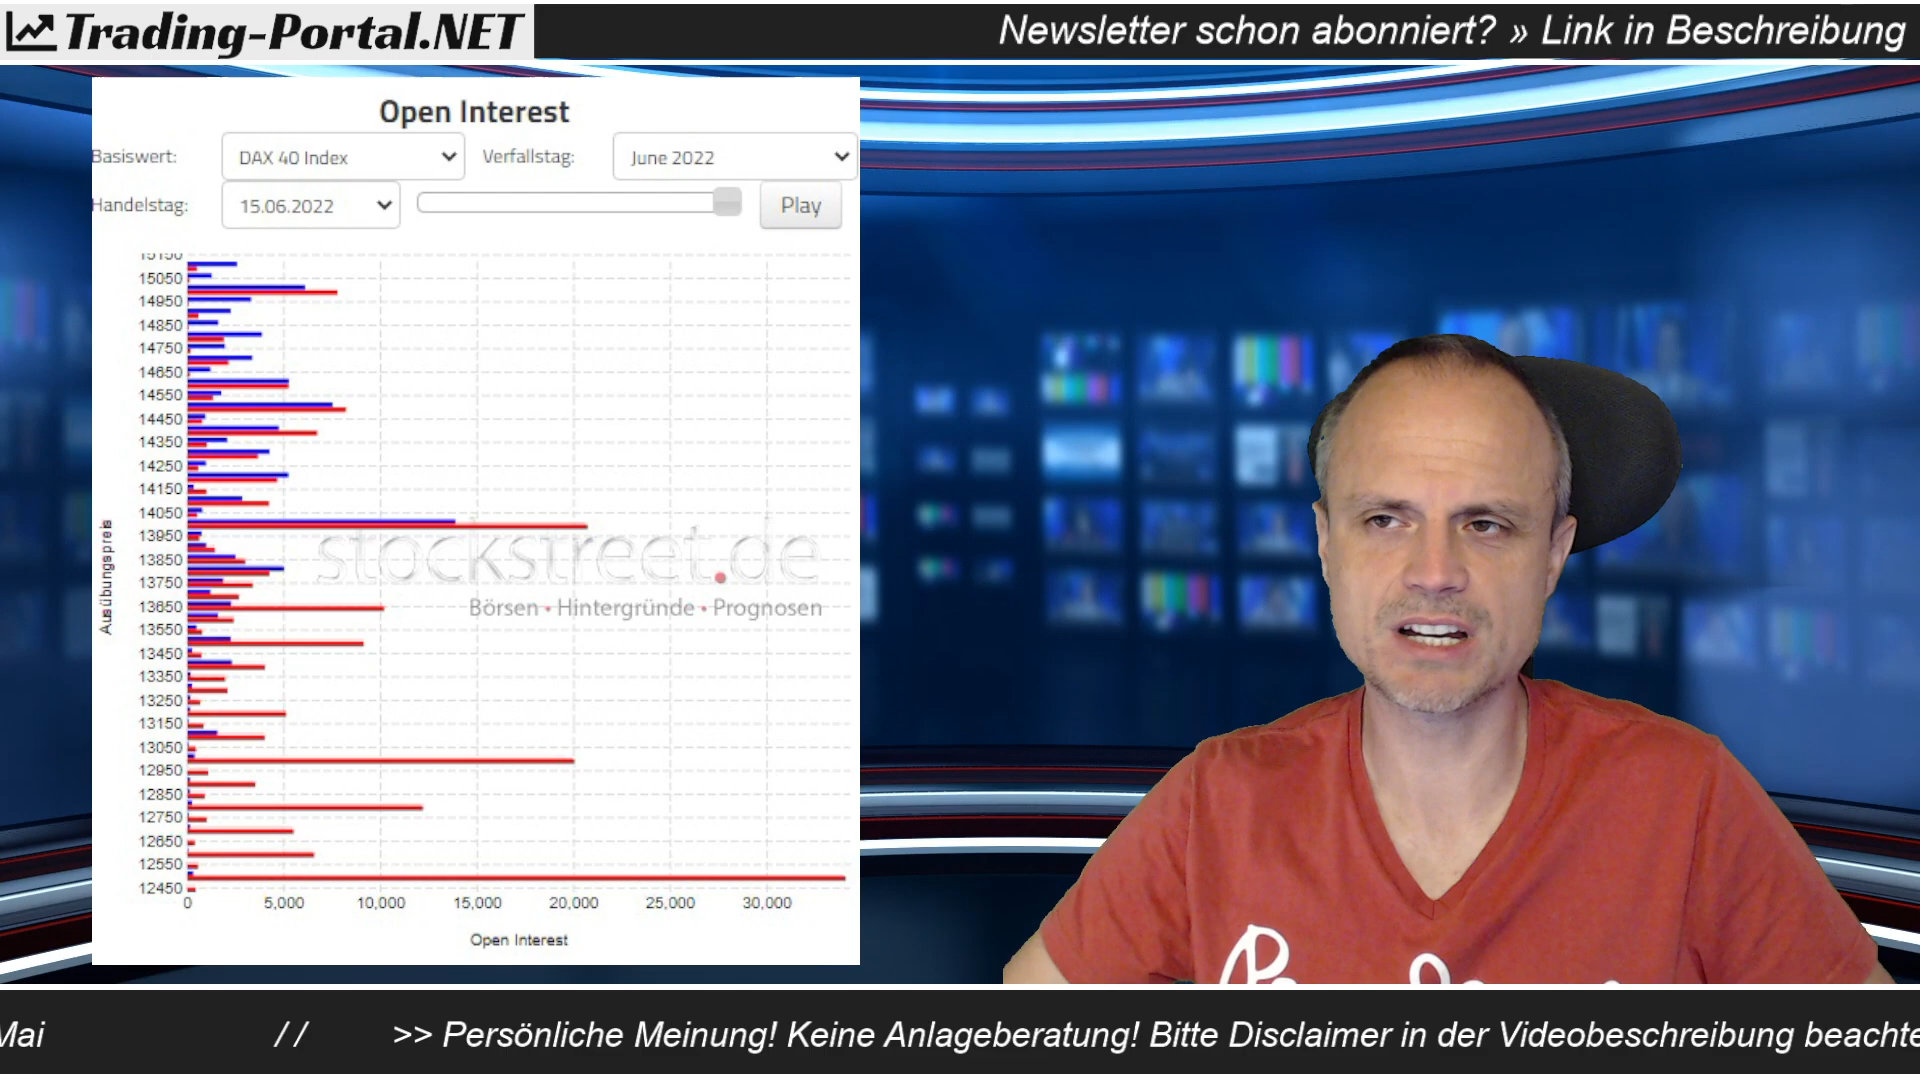 Trading-Portal.NET
Newsletter schon abonniert? » Link in Beschreibung
Open Interest
Basiswert:
DAX 40 Index
Verfallstag:
June 2022
Handelstag:
15.06.2022
Play
15150
15050
14950
14850
14750
14650
14550
14450
14350
14250
14150
14050
13950
13850
13750
13650
13550
13450
13350
13250
13150
13050
12950
12850
12750
12650
12550
12450
Ausübungspreis
stockstreet.de
Börsen • Hintergründe • Prognosen
0 5,000 10,000 15,000 20,000 25,000 30,000
Open Interest
Mai // >> Persönliche Meinung! Keine Anlageberatung! Bitte Disclaimer in der Videobeschreibung beachte